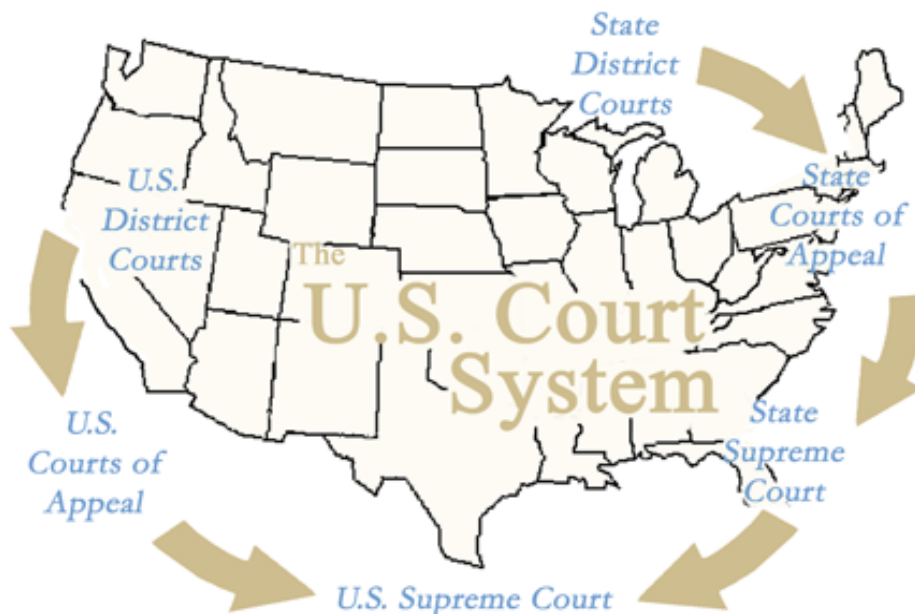 State
District
Courts
State
Courts of
Appeal
U.S.
District
Courts
The
U.S. Court
System
U.S.
Courts of
Appeal
State
Supreme
Court
U.S. Supreme Court